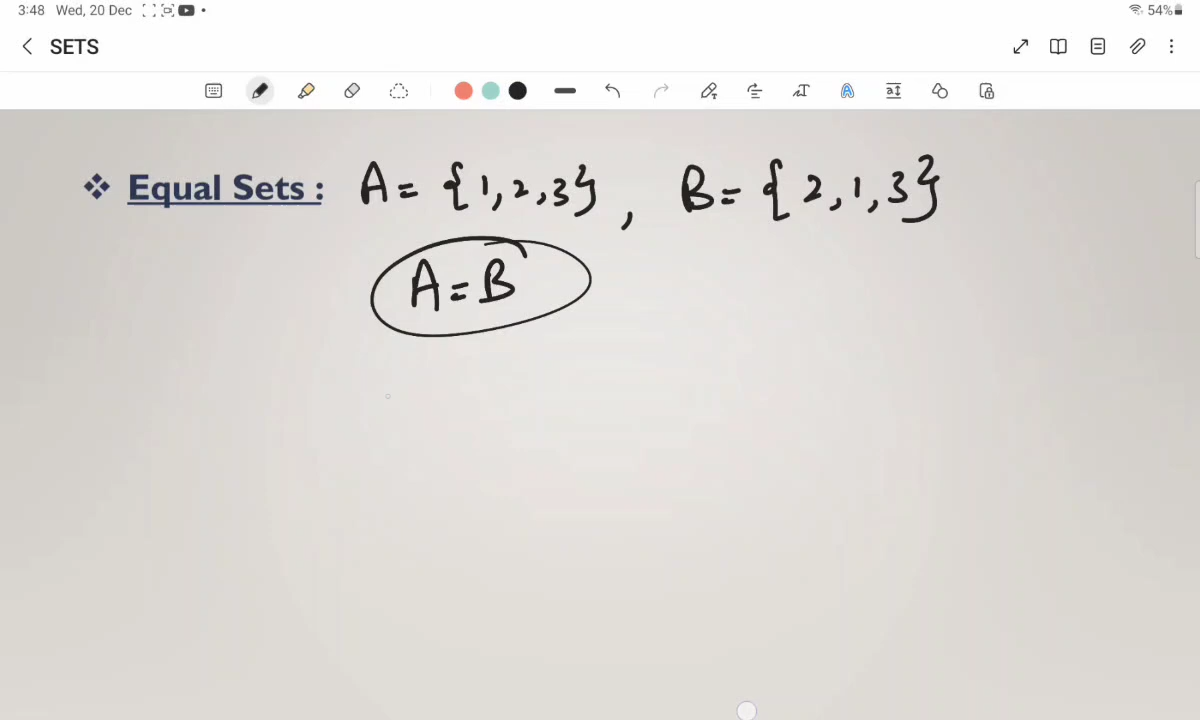 3:48 Wed, 20 Dec 54%
SETS
Equal Sets : A = {1, 2, 3} , B = {2, 1, 3}
A = B